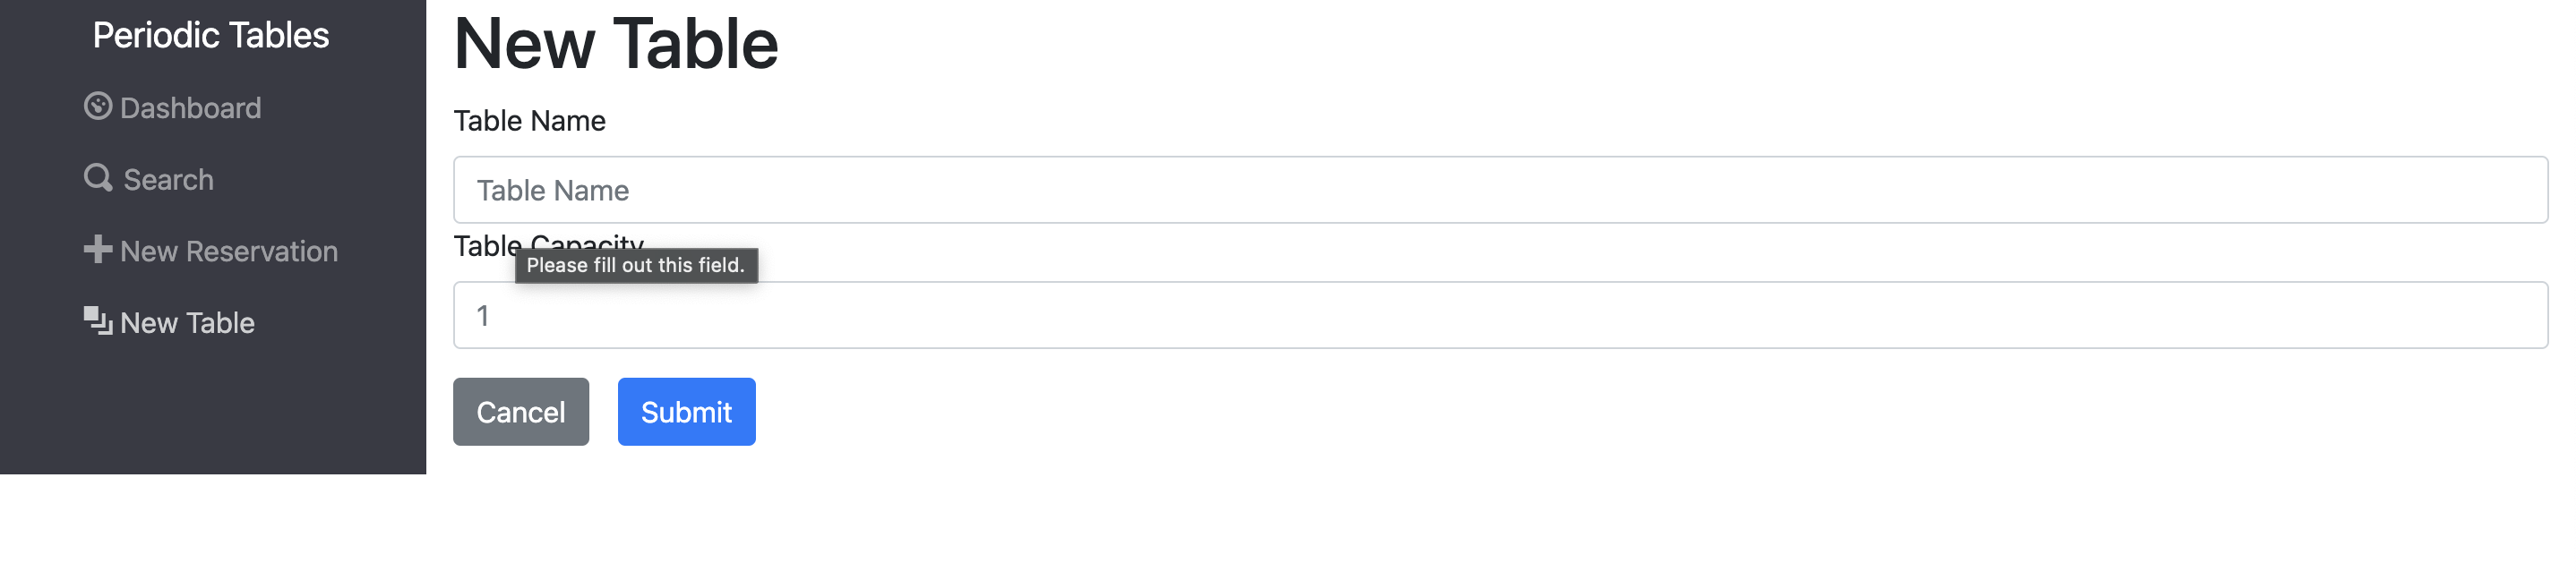 Periodic Tables
Dashboard
Search
New Reservation
New Table
New Table
Table Name
Table Name
Table Capacity
Please fill out this field.
1
Cancel
Submit